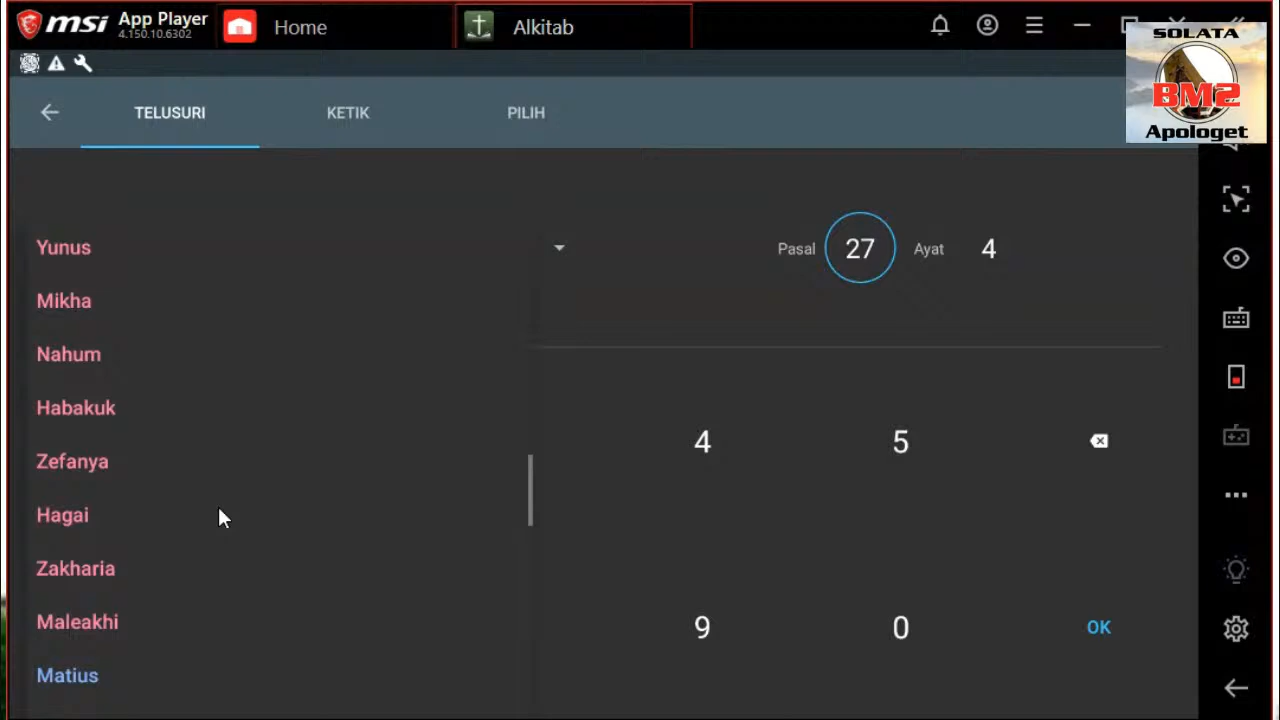 msi App Player
4.150.10.6302
Home
Alkitab
SOLATA
BM2
Apologet
TELUSURI
KETIK
PILIH
Yunus
Mikha
Nahum
Habakuk
Zefanya
Hagai
Zakharia
Maleakhi
Matius
Pasal 27 Ayat 4
4 5
9 0 OK